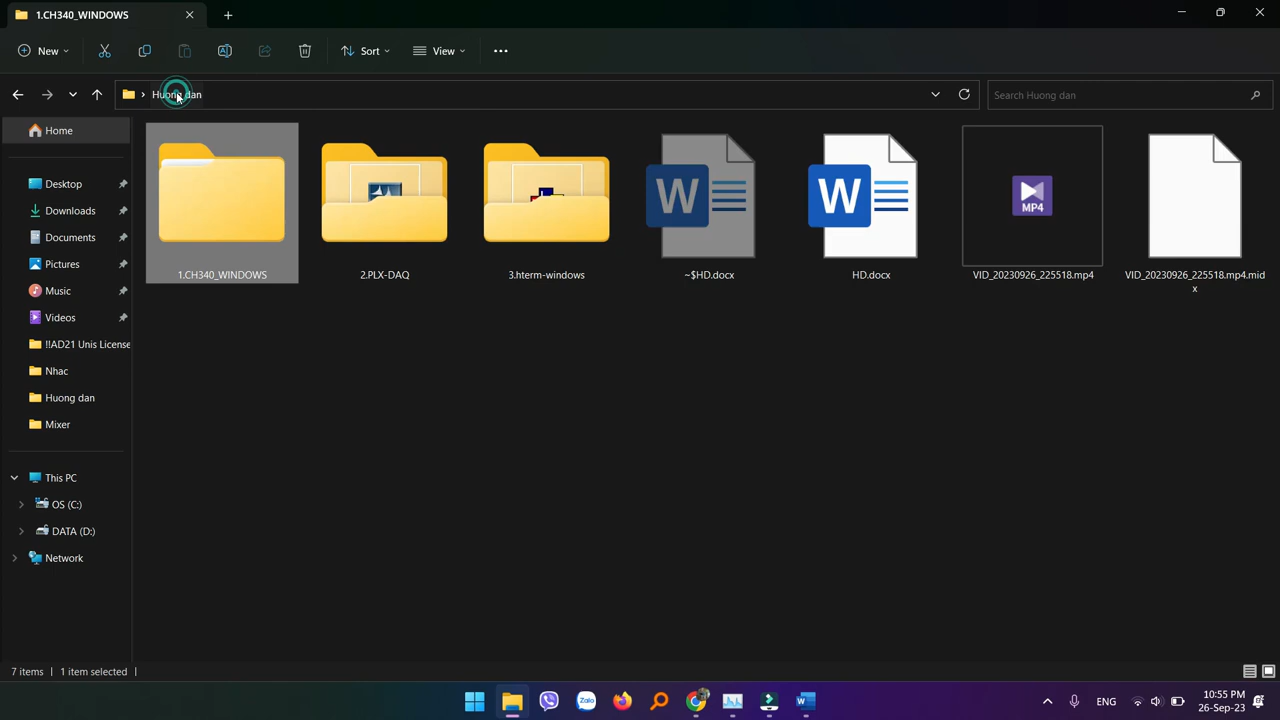 1.CH340_WINDOWS
New
Sort
View
Huong dan
Search Huong dan
Home
Desktop
Downloads
Documents
Pictures
Music
Videos
!!AD21 Unis License
Nhac
Huong dan
Mixer
This PC
OS (C:)
DATA (D:)
Network
1.CH340_WINDOWS
2.PLX-DAQ
3.hterm-windows
~$HD.docx
HD.docx
MP4
VID_20230926_225518.mp4
VID_20230926_225518.mp4.mid
x
W
W
7 items
1 item selected
Zalo
W
ENG
10:55 PM
26-Sep-23